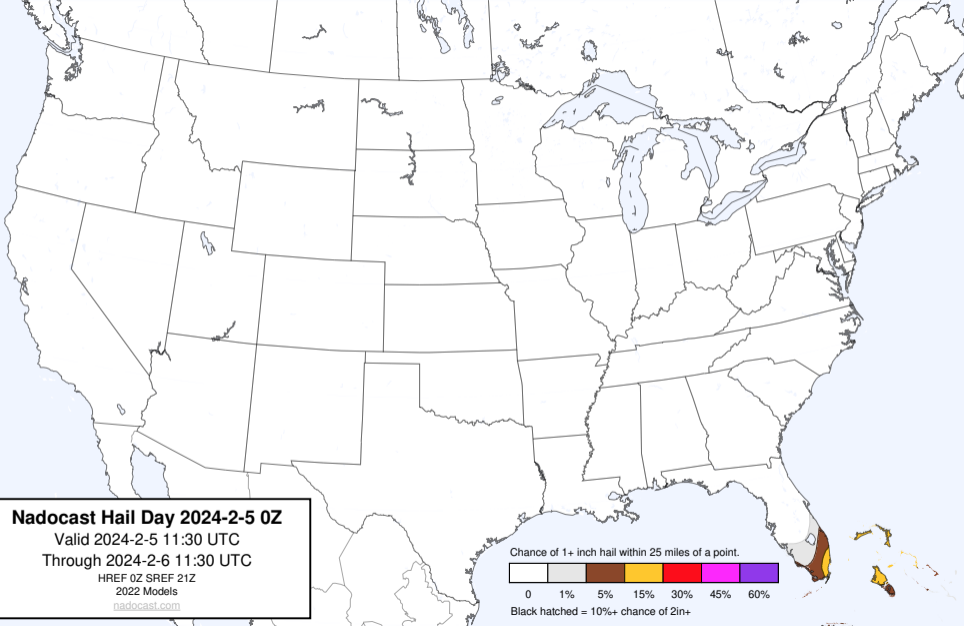 Nadocast Hail Day 2024-2-5 0Z
Valid 2024-2-5 11:30 UTC
Through 2024-2-6 11:30 UTC
HREF 0Z SREF 21Z
2022 Models
nadocast.com
Chance of 1+ inch hail within 25 miles of a point.
0 1% 5% 15% 30% 45% 60%
Black hatched = 10%+ chance of 2in+